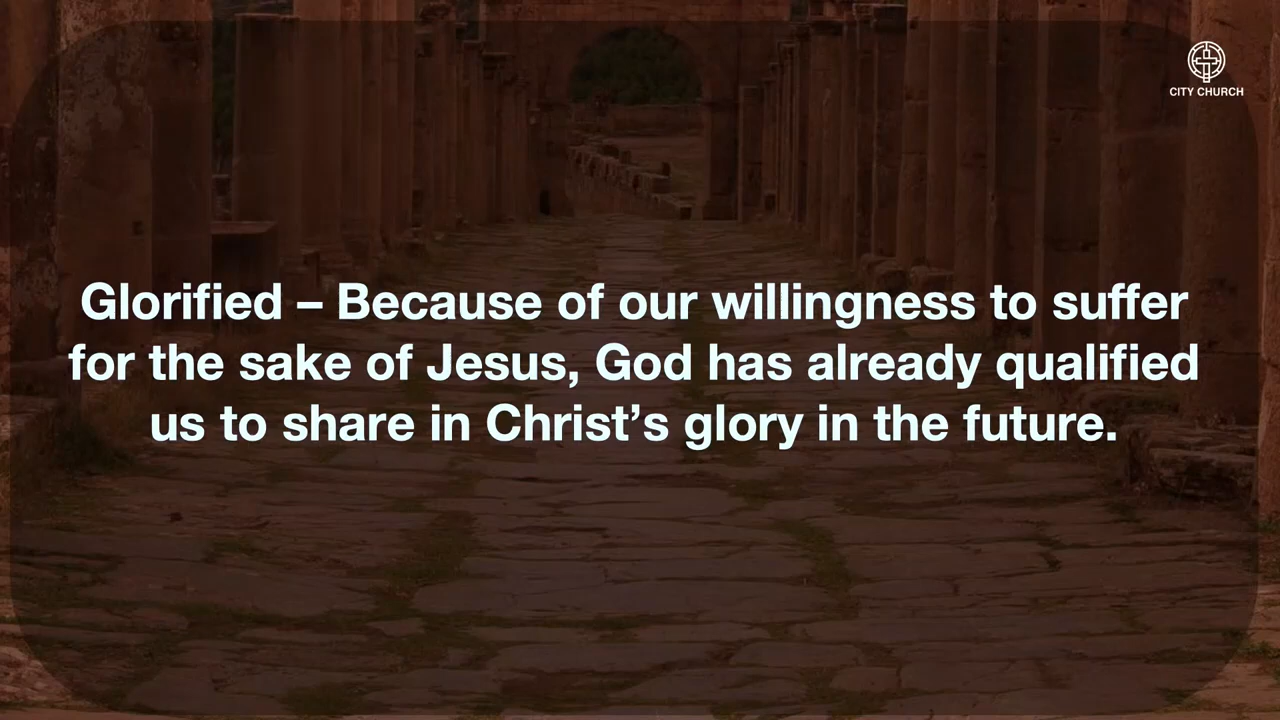 CITY CHURCH
Glorified – Because of our willingness to suffer
for the sake of Jesus, God has already qualified
us to share in Christ’s glory in the future.